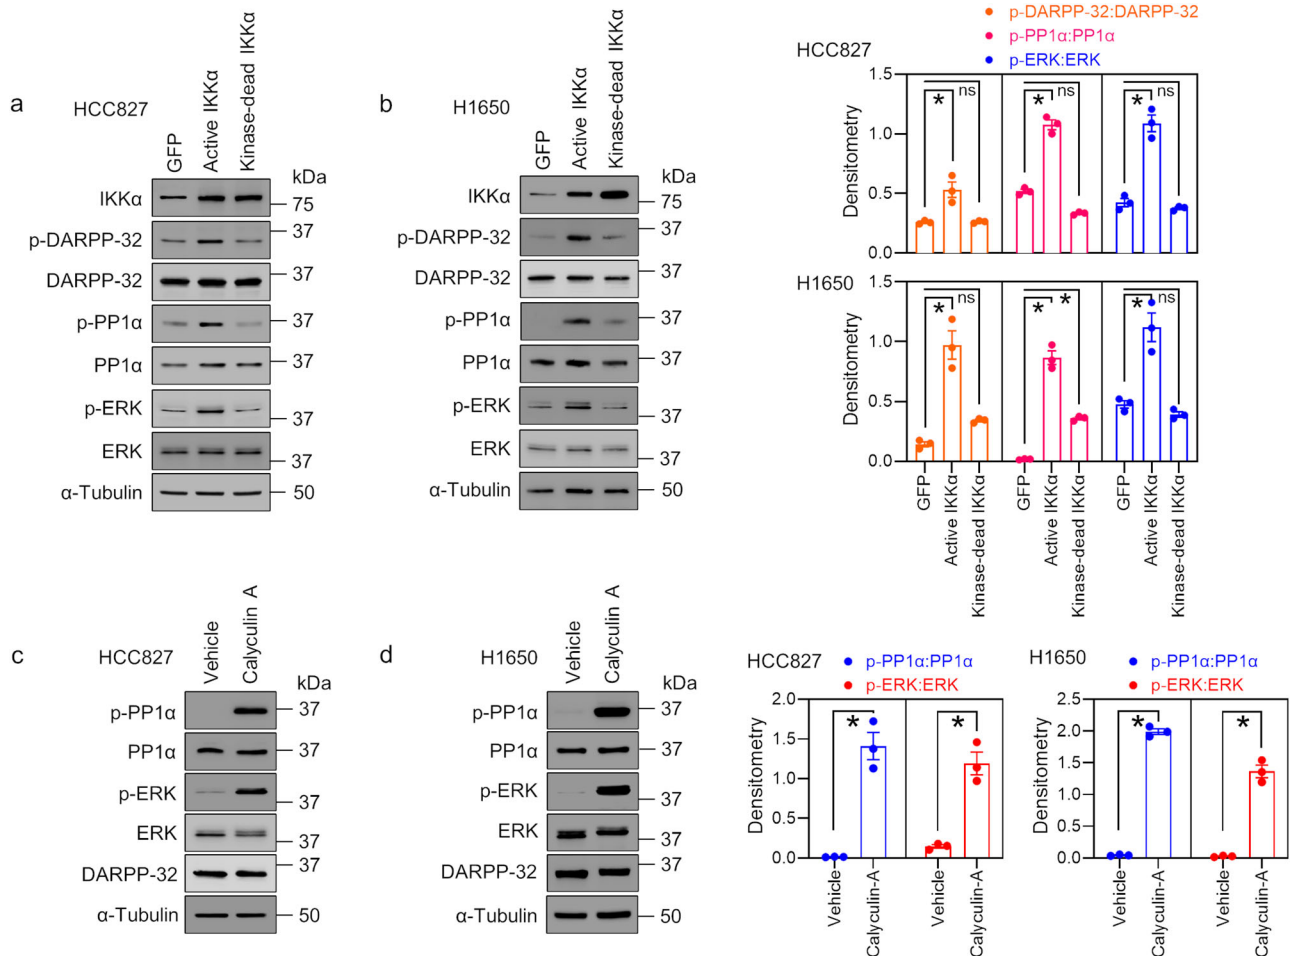 a
HCC827
GFP
Active IKKα
Kinase-dead IKKα
kDa
IKKα
75
p-DARPP-32
37
DARPP-32
37
p-PP1α
37
PP1α
37
p-ERK
37
ERK
37
α-Tubulin
50
b
H1650
GFP
Active IKKα
Kinase-dead IKKα
kDa
IKKα
75
p-DARPP-32
37
DARPP-32
37
p-PP1α
37
PP1α
37
p-ERK
37
ERK
37
α-Tubulin
50
p-DARPP-32:DARPP-32
p-PP1α:PP1α
p-ERK:ERK
HCC827
Densitometry
1.5
1.0
0.5
0.0
* ns * ns * ns
H1650
Densitometry
1.5
1.0
0.5
0.0
* ns * * * ns
GFP
Active IKKα
Kinase-dead IKKα
GFP
Active IKKα
Kinase-dead IKKα
GFP
Active IKKα
Kinase-dead IKKα
c
HCC827
Vehicle
Calyculin A
kDa
p-PP1α
37
PP1α
37
p-ERK
37
ERK
37
DARPP-32
37
α-Tubulin
50
d
H1650
Vehicle
Calyculin A
kDa
p-PP1α
37
PP1α
37
p-ERK
37
ERK
37
DARPP-32
37
α-Tubulin
50
HCC827
p-PP1α:PP1α
p-ERK:ERK
Densitometry
2.0
1.5
1.0
0.5
0.0
* *
Vehicle
Calyculin-A
Vehicle
Calyculin-A
H1650
p-PP1α:PP1α
p-ERK:ERK
Densitometry
2.5
2.0
1.5
1.0
0.5
0.0
* *
Vehicle
Calyculin-A
Vehicle
Calyculin-A